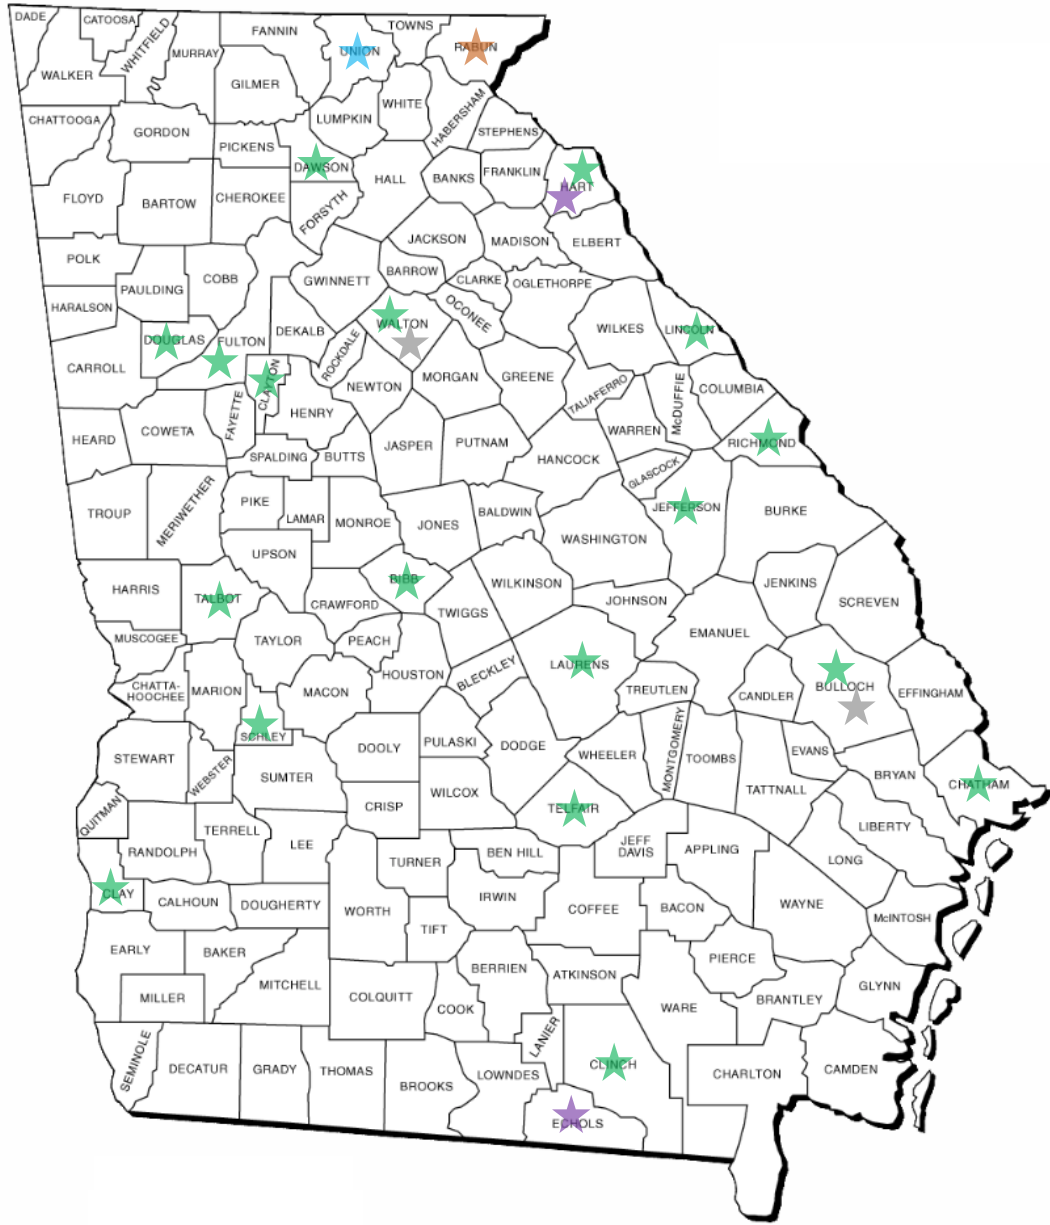 DADE
CATOOSA
WHITFIELD
MURRAY
FANNIN
UNION
TOWNS
RABUN
WALKER
GILMER
WHITE
HABERSHAM
LUMPKIN
CHATTOOGA
GORDON
PICKENS
STEPHENS
DAWSON
HALL
BANKS
FRANKLIN
HART
FLOYD
BARTOW
CHEROKEE
FORSYTH
JACKSON
MADISON
ELBERT
POLK
PAULDING
COBB
GWINNETT
BARROW
CLARKE
OGLETHORPE
HARALSON
OCONEE
DOUGLAS
FULTON
DEKALB
ROCKDALE
WALTON
WILKES
LINCOLN
CARROLL
CLAYTON
NEWTON
MORGAN
GREENE
TALIAFERRO
McDUFFIE
COLUMBIA
HEARD
COWETA
FAYETTE
HENRY
WARREN
RICHMOND
SPALDING
BUTTS
JASPER
PUTNAM
HANCOCK
GLASCOCK
TROUP
MERIWETHER
PIKE
LAMAR
MONROE
JONES
BALDWIN
WASHINGTON
JEFFERSON
BURKE
UPSON
HARRIS
TALBOT
CRAWFORD
BIBB
TWIGGS
WILKINSON
JOHNSON
JENKINS
SCREVEN
MUSCOGEE
TAYLOR
PEACH
EMANUEL
CHATTA-
HOOCHEE
MARION
MACON
HOUSTON
BLECKLEY
LAURENS
TREUTLEN
CANDLER
BULLOCH
EFFINGHAM
SCHLEY
STEWART
WEBSTER
SUMTER
DOOLY
PULASKI
DODGE
WHEELER
MONTGOMERY
TOOMBS
EVANS
TATTNALL
BRYAN
CHATHAM
QUITMAN
CRISP
WILCOX
TELFAIR
LIBERTY
RANDOLPH
TERRELL
LEE
TURNER
BEN HILL
JEFF
DAVIS
APPLING
LONG
CLAY
CALHOUN
DOUGHERTY
WORTH
IRWIN
COFFEE
BACON
WAYNE
McINTOSH
TIFT
EARLY
BAKER
MITCHELL
BERRIEN
ATKINSON
PIERCE
MILLER
COLQUITT
COOK
WARE
BRANTLEY
GLYNN
SEMINOLE
DECATUR
GRADY
THOMAS
BROOKS
LOWNDES
LANIER
CLINCH
CHARLTON
CAMDEN
ECHOLS